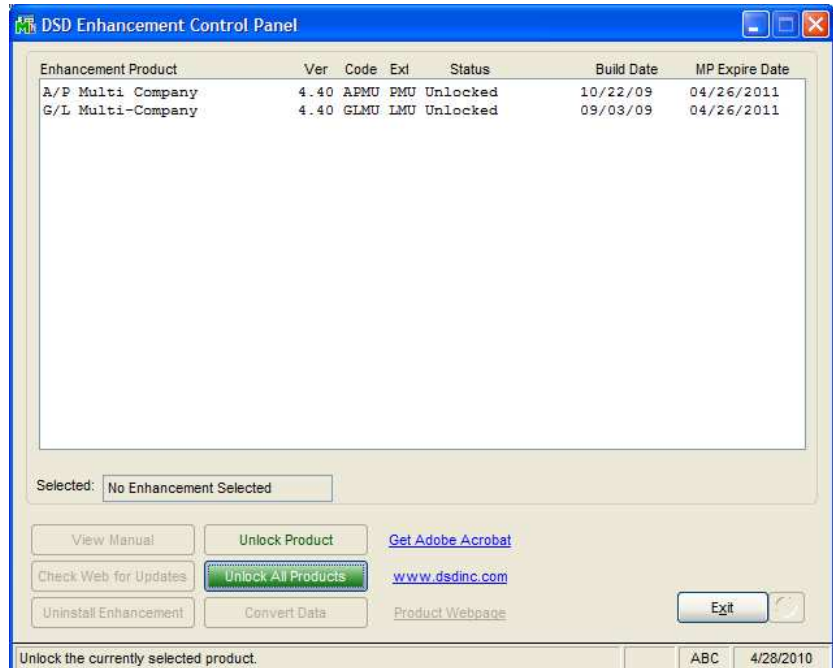 DSD Enhancement Control Panel
Enhancement Product Ver Code Ext Status Build Date MP Expire Date
A/P Multi Company 4.40 APMU PMU Unlocked 10/22/09 04/26/2011
G/L Multi-Company 4.40 GLMU LMU Unlocked 09/03/09 04/26/2011
Selected: No Enhancement Selected
View Manual Unlock Product Get Adobe Acrobat
Check Web for Updates Unlock All Products www.dsdinc.com
Uninstall Enhancement Convert Data Product Webpage Exit
Unlock the currently selected product. ABC 4/28/2010